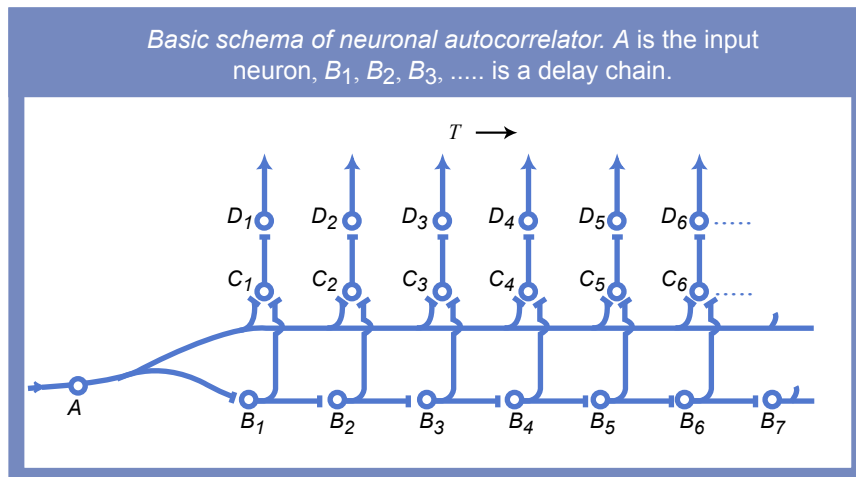 Basic schema of neuronal autocorrelator. A is the input
neuron, B1, B2, B3, ..... is a delay chain.
T
D1 D2 D3 D4 D5 D6 .....
C1 C2 C3 C4 C5 C6 .....
A
B1 B2 B3 B4 B5 B6 B7